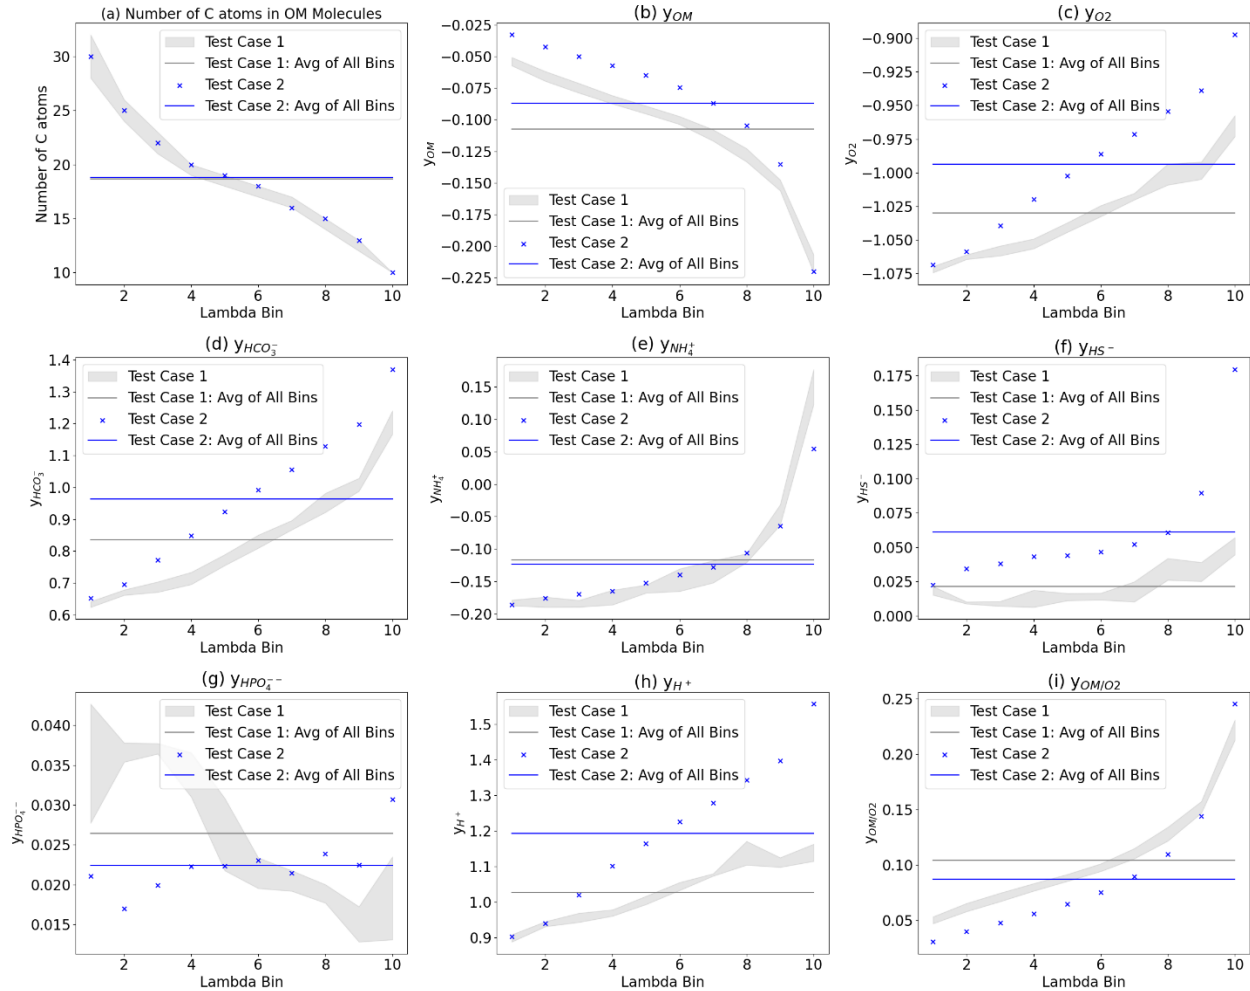 (a) Number of C atoms in OM Molecules
Number of C atoms
30
25
20
15
10
Test Case 1
Test Case 1: Avg of All Bins
Test Case 2
Test Case 2: Avg of All Bins
2 4 6 8 10
Lambda Bin
(b) y_OM
y_OM
−0.025
−0.050
−0.075
−0.100
−0.125
−0.150
−0.175
−0.200
−0.225
Test Case 1
Test Case 1: Avg of All Bins
Test Case 2
Test Case 2: Avg of All Bins
2 4 6 8 10
Lambda Bin
(c) y_O2
y_O2
−0.900
−0.925
−0.950
−0.975
−1.000
−1.025
−1.050
−1.075
Test Case 1
Test Case 1: Avg of All Bins
Test Case 2
Test Case 2: Avg of All Bins
2 4 6 8 10
Lambda Bin
(d) y_HCO₃⁻
y_HCO₃⁻
1.4
1.3
1.2
1.1
1.0
0.9
0.8
0.7
0.6
Test Case 1
Test Case 1: Avg of All Bins
Test Case 2
Test Case 2: Avg of All Bins
2 4 6 8 10
Lambda Bin
(e) y_NH₄⁺
y_NH₄⁺
0.15
0.10
0.05
0.00
−0.05
−0.10
−0.15
−0.20
Test Case 1
Test Case 1: Avg of All Bins
Test Case 2
Test Case 2: Avg of All Bins
2 4 6 8 10
Lambda Bin
(f) y_HS⁻
y_HS⁻
0.175
0.150
0.125
0.100
0.075
0.050
0.025
0.000
Test Case 1
Test Case 1: Avg of All Bins
Test Case 2
Test Case 2: Avg of All Bins
2 4 6 8 10
Lambda Bin
(g) y_HPO₄⁻⁻
y_HPO₄⁻⁻
0.040
0.035
0.030
0.025
0.020
0.015
Test Case 1
Test Case 1: Avg of All Bins
Test Case 2
Test Case 2: Avg of All Bins
2 4 6 8 10
Lambda Bin
(h) y_H⁺
y_H⁺
1.5
1.4
1.3
1.2
1.1
1.0
0.9
Test Case 1
Test Case 1: Avg of All Bins
Test Case 2
Test Case 2: Avg of All Bins
2 4 6 8 10
Lambda Bin
(i) y_OM/O2
y_OM/O2
0.25
0.20
0.15
0.10
0.05
Test Case 1
Test Case 1: Avg of All Bins
Test Case 2
Test Case 2: Avg of All Bins
2 4 6 8 10
Lambda Bin